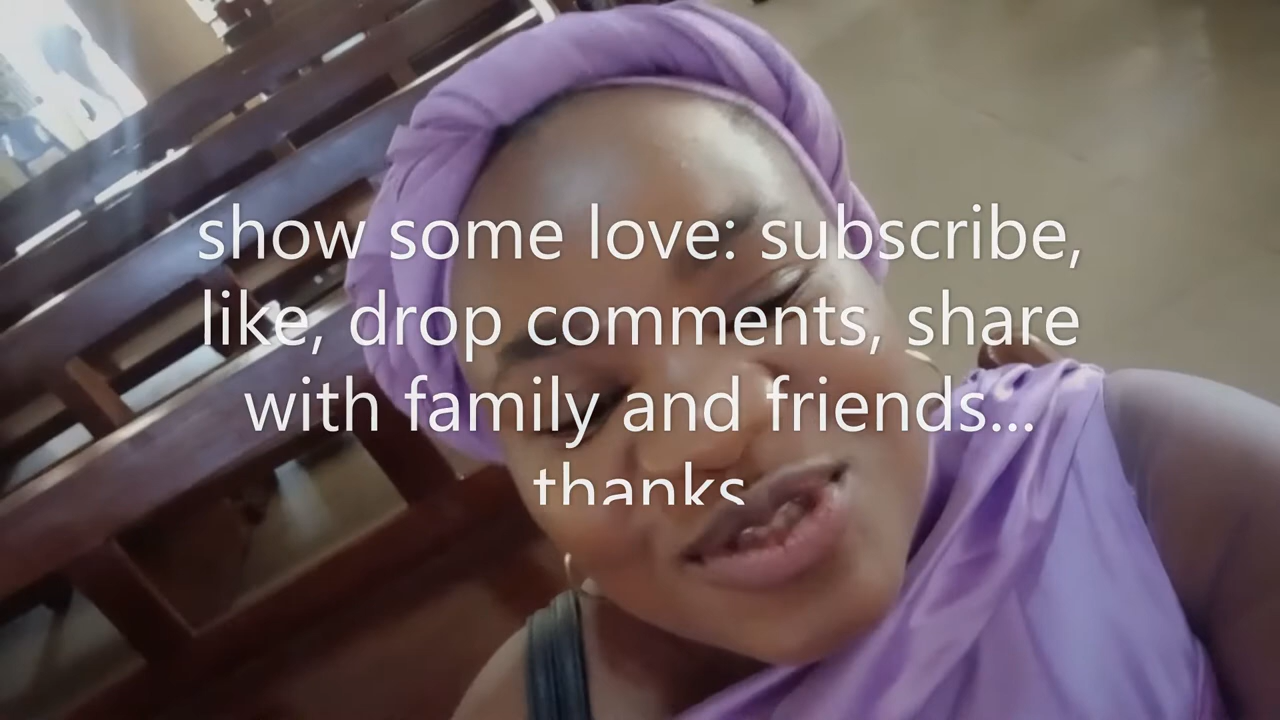 show some love: subscribe,
like, drop comments, share
with family and friends...
thanks